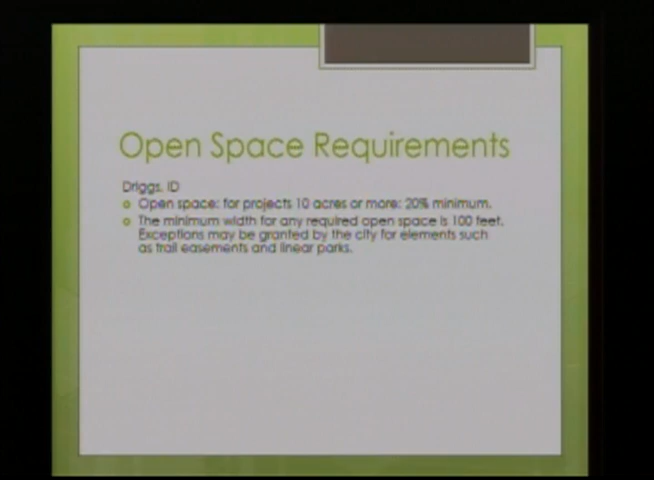 Open Space Requirements
Driggs, ID
Open space: for projects 10 acres or more: 20% minimum.
The minimum width for any required open space is 100 feet.
Exceptions may be granted by the city for elements such
as trail easements and linear parks.